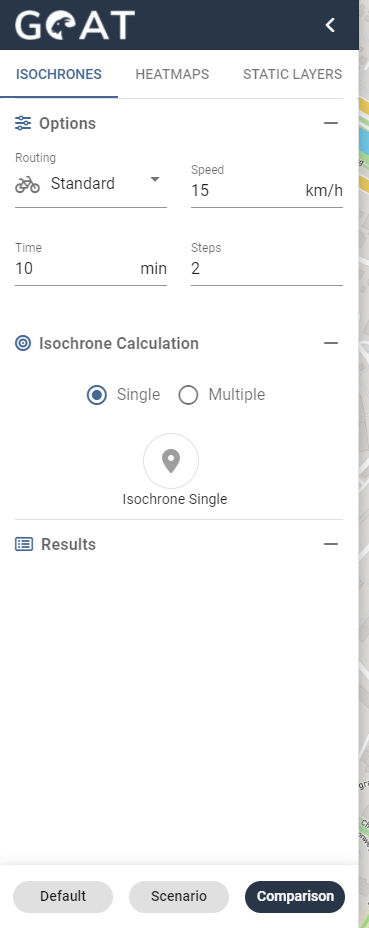 GOAT
ISOCHRONES HEATMAPS STATIC LAYERS
Options
Routing
Standard
Speed
15 km/h
Time
10 min
Steps
2
Isochrone Calculation
Single Multiple
Isochrone Single
Results
Default Scenario Comparison